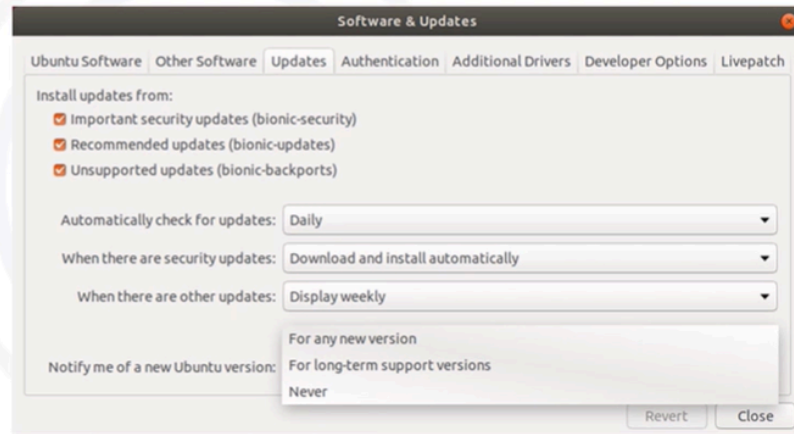 Software & Updates
Ubuntu Software Other Software Updates Authentication Additional Drivers Developer Options Livepatch
Install updates from:
Important security updates (bionic-security)
Recommended updates (bionic-updates)
Unsupported updates (bionic-backports)
Automatically check for updates: Daily
When there are security updates: Download and install automatically
When there are other updates: Display weekly
For any new version
Notify me of a new Ubuntu version: For long-term support versions
Never
Revert Close